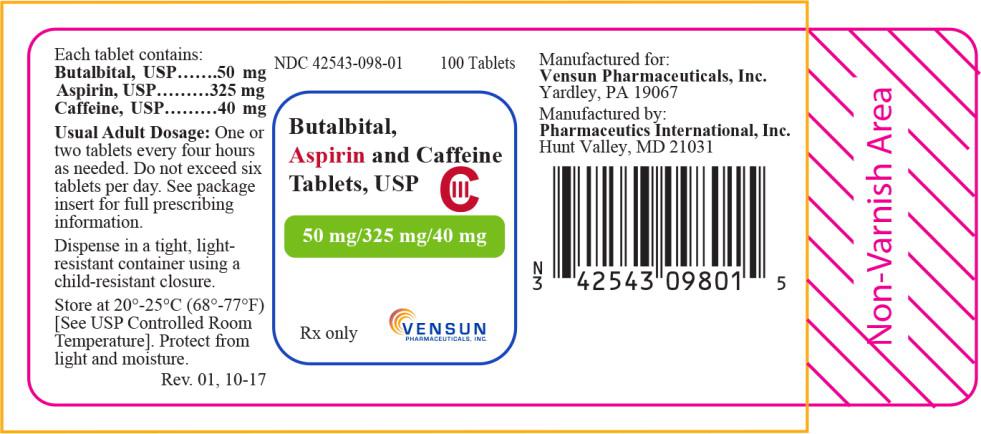 Each tablet contains:
Butalbital, USP.......50 mg
Aspirin, USP.........325 mg
Caffeine, USP.........40 mg
Usual Adult Dosage: One or
two tablets every four hours
as needed. Do not exceed six
tablets per day. See package
insert for full prescribing
information.
Dispense in a tight, light-
resistant container using a
child-resistant closure.
Store at 20°-25°C (68°-77°F)
[See USP Controlled Room
Temperature]. Protect from
light and moisture.
Rev. 01, 10-17
NDC 42543-098-01 100 Tablets
Butalbital,
Aspirin and Caffeine
Tablets, USP CIII
50 mg/325 mg/40 mg
Rx only
VENSUN
PHARMACEUTICALS, INC.
Manufactured for:
Vensun Pharmaceuticals, Inc.
Yardley, PA 19067
Manufactured by:
Pharmaceutics International, Inc.
Hunt Valley, MD 21031
N
3 42543 09801 5
Non-Varnish Area